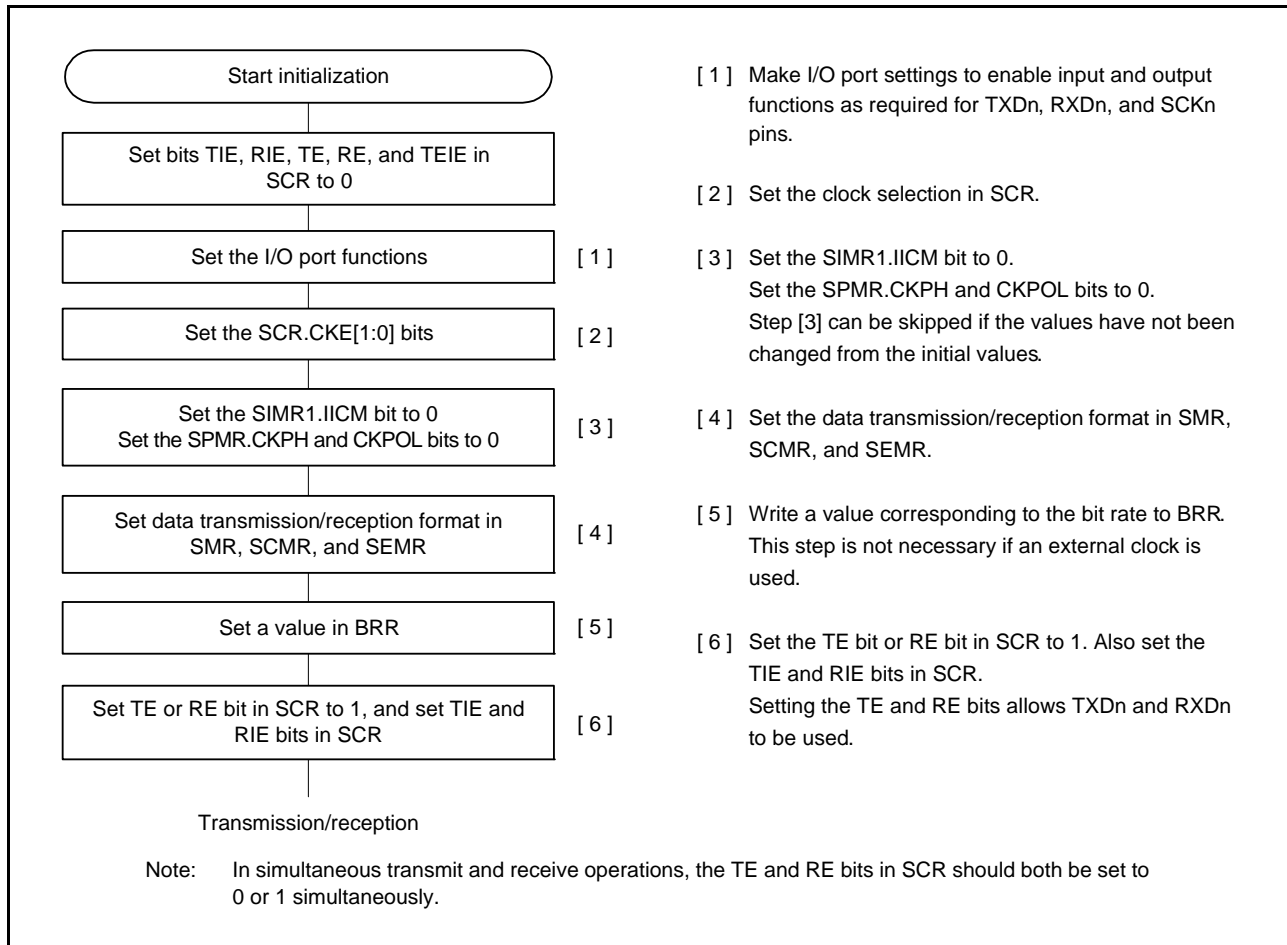 Start initialization
Set bits TIE, RIE, TE, RE, and TEIE in
SCR to 0
Set the I/O port functions
[ 1 ]
Set the SCR.CKE[1:0] bits
[ 2 ]
Set the SIMR1.IICM bit to 0
Set the SPMR.CKPH and CKPOL bits to 0
[ 3 ]
Set data transmission/reception format in
SMR, SCMR, and SEMR
[ 4 ]
Set a value in BRR
[ 5 ]
Set TE or RE bit in SCR to 1, and set TIE and
RIE bits in SCR
[ 6 ]
Transmission/reception
[ 1 ] Make I/O port settings to enable input and output
functions as required for TXDn, RXDn, and SCKn
pins.
[ 2 ] Set the clock selection in SCR.
[ 3 ] Set the SIMR1.IICM bit to 0.
Set the SPMR.CKPH and CKPOL bits to 0.
Step [3] can be skipped if the values have not been
changed from the initial values.
[ 4 ] Set the data transmission/reception format in SMR,
SCMR, and SEMR.
[ 5 ] Write a value corresponding to the bit rate to BRR.
This step is not necessary if an external clock is
used.
[ 6 ] Set the TE bit or RE bit in SCR to 1. Also set the
TIE and RIE bits in SCR.
Setting the TE and RE bits allows TXDn and RXDn
to be used.
Note: In simultaneous transmit and receive operations, the TE and RE bits in SCR should both be set to
0 or 1 simultaneously.